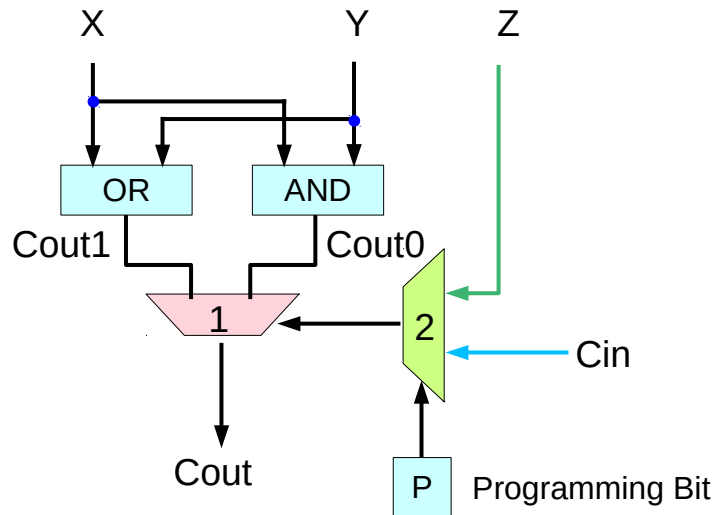 X
Y
Z
OR
AND
Cout1
Cout0
1
2
Cin
Cout
P
Programming Bit